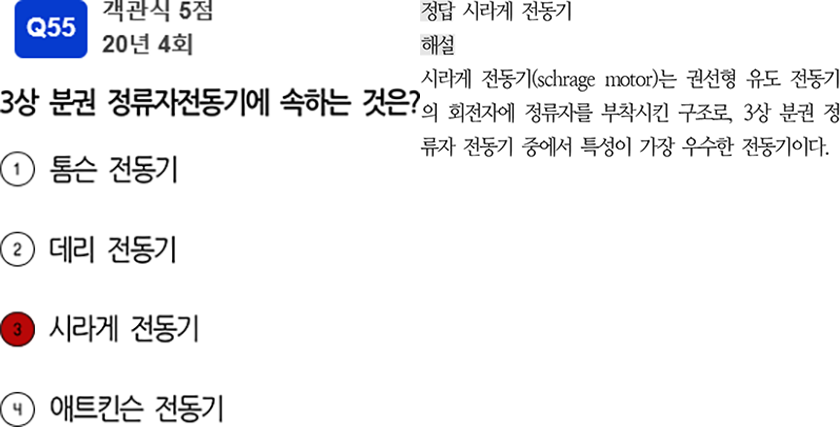 Q55
객관식 5점
20년 4회
3상 분권 정류자전동기에 속하는 것은?
1 톰슨 전동기
2 데리 전동기
3 시라게 전동기
4 애트킨슨 전동기
정답 시라게 전동기
해설
시라게 전동기(schrage motor)는 권선형 유도 전동기
의 회전자에 정류자를 부착시킨 구조로, 3상 분권 정
류자 전동기 중에서 특성이 가장 우수한 전동기이다.